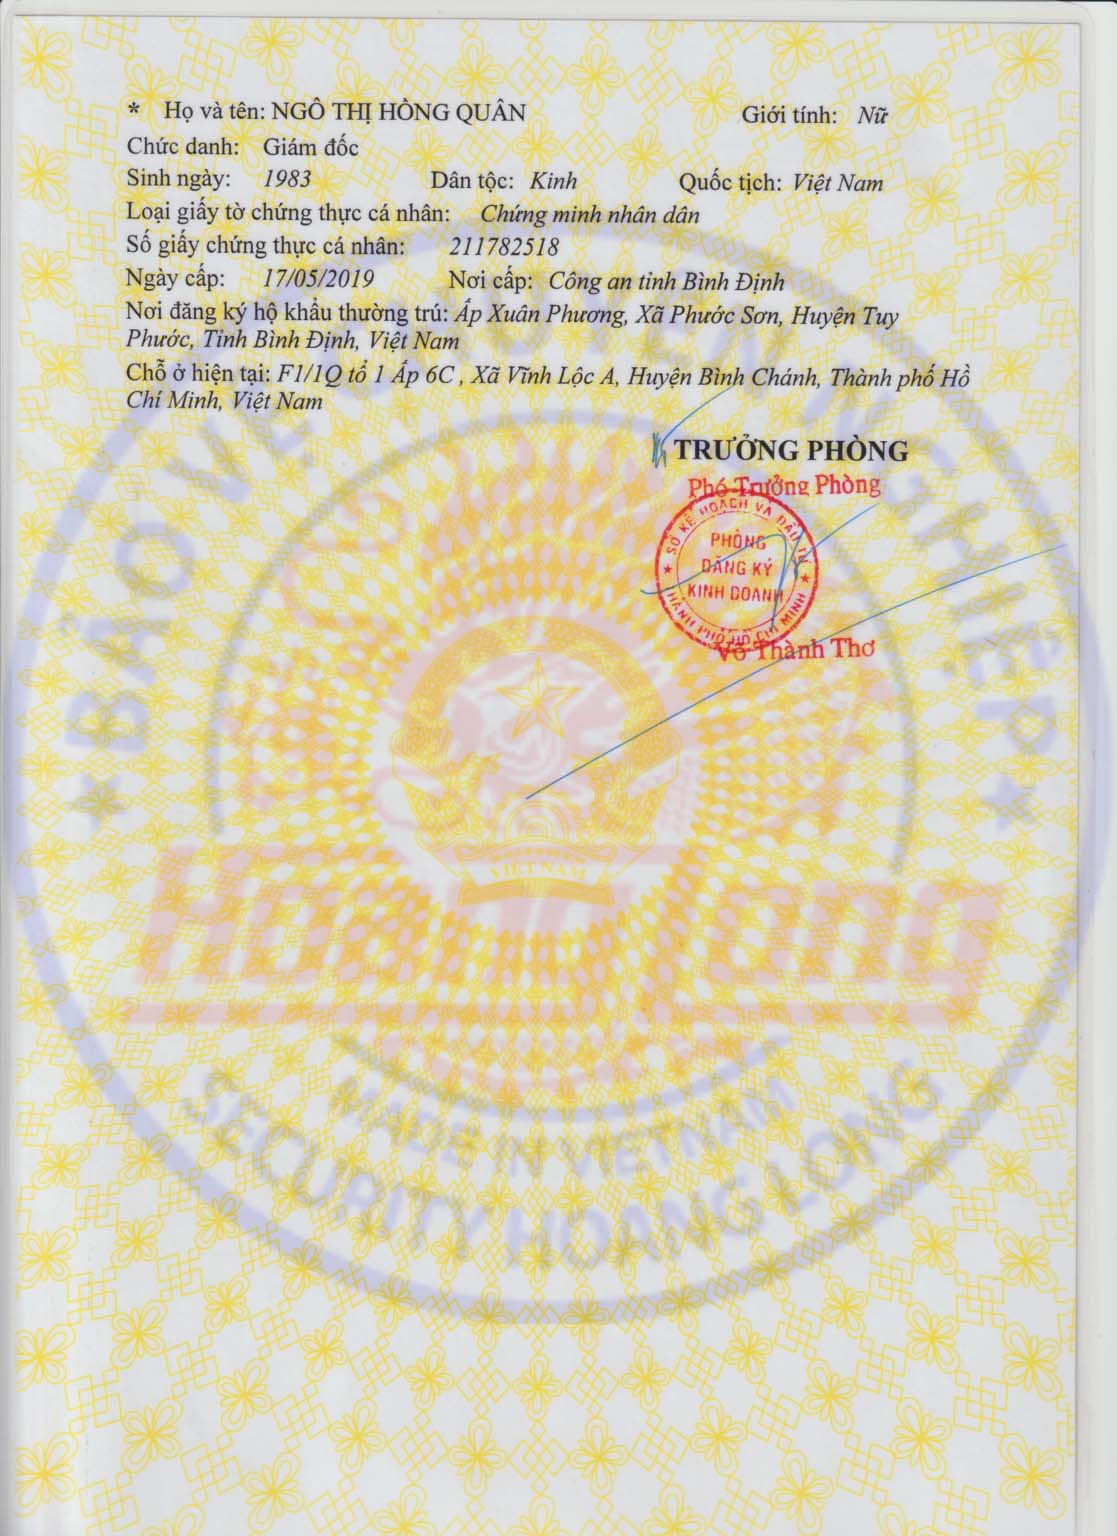 * Họ và tên: NGÔ THỊ HỒNG QUÂN Giới tính: Nữ
Chức danh: Giám đốc
Sinh ngày: 1983 Dân tộc: Kinh Quốc tịch: Việt Nam
Loại giấy tờ chứng thực cá nhân: Chứng minh nhân dân
Số giấy chứng thực cá nhân: 211782518
Ngày cấp: 17/05/2019 Nơi cấp: Công an tỉnh Bình Định
Nơi đăng ký hộ khẩu thường trú: Ấp Xuân Phương, Xã Phước Sơn, Huyện Tuy
Phước, Tỉnh Bình Định, Việt Nam
Chỗ ở hiện tại: F1/1Q tổ 1 Ấp 6C , Xã Vĩnh Lộc A, Huyện Bình Chánh, Thành phố Hồ
Chí Minh, Việt Nam
TRƯỞNG PHÒNG
Phó Trưởng Phòng
SỞ KẾ HOẠCH VÀ ĐẦU TƯ
PHÒNG
ĐĂNG KÝ
KINH DOANH
THÀNH PHỐ HỒ CHÍ MINH
Võ Thành Thơ
BẢO VỆ CHUYÊN NGHIỆP
VIỆT NAM
Hoàng Long
MADE IN VIETNAM
SECURITY HOANG LONG